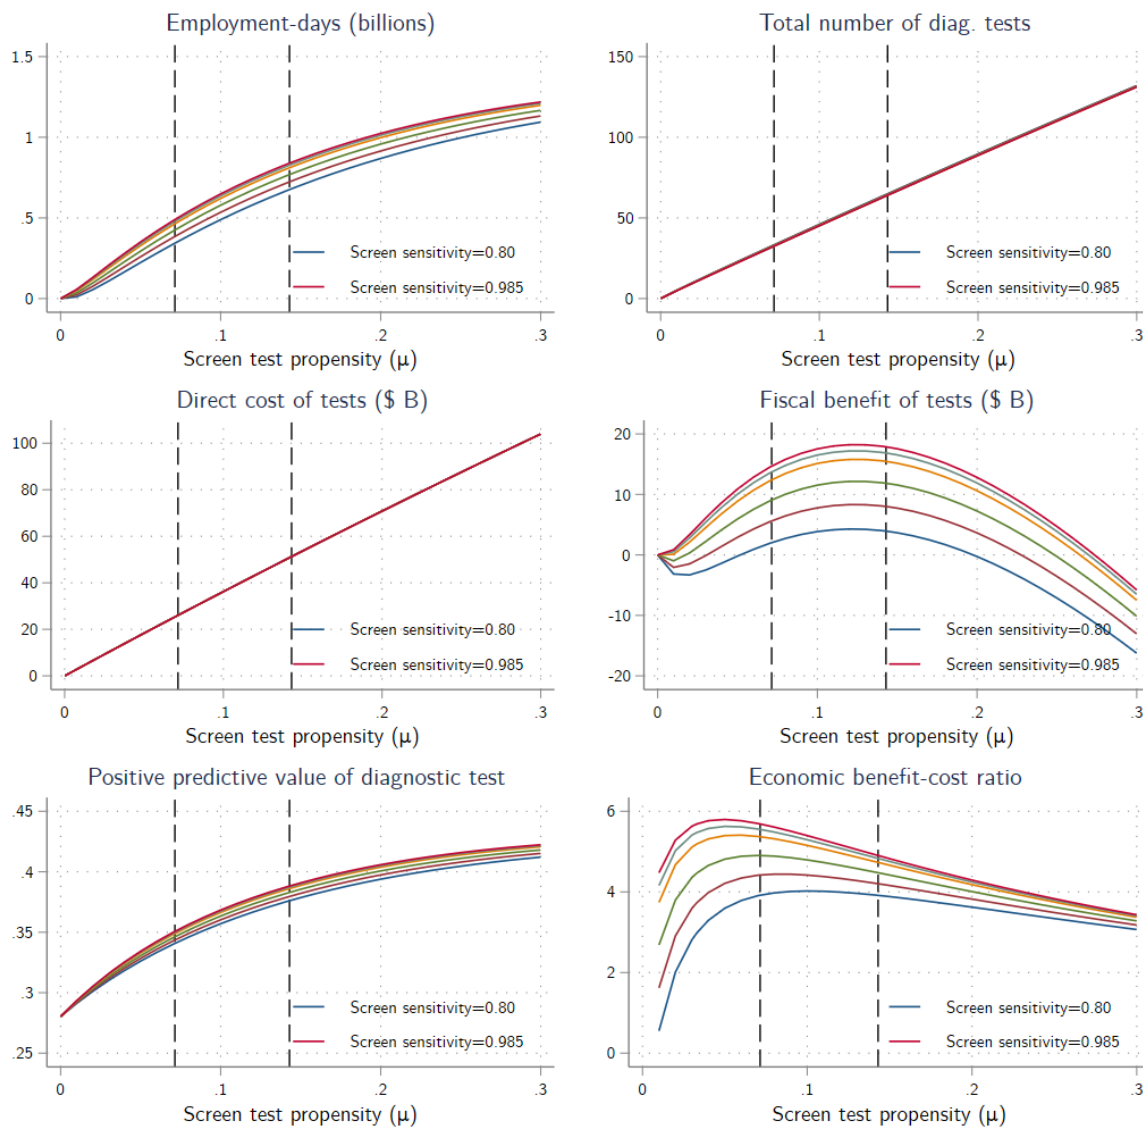 Employment-days (billions)
1.5
1
.5
0
Screen sensitivity=0.80
Screen sensitivity=0.985
0 .1 .2 .3
Screen test propensity (μ)
Total number of diag. tests
150
100
50
0
Screen sensitivity=0.80
Screen sensitivity=0.985
0 .1 .2 .3
Screen test propensity (μ)
Direct cost of tests ($ B)
100
80
60
40
20
0
Screen sensitivity=0.80
Screen sensitivity=0.985
0 .1 .2 .3
Screen test propensity (μ)
Fiscal benefit of tests ($ B)
20
10
0
-10
-20
Screen sensitivity=0.80
Screen sensitivity=0.985
0 .1 .2 .3
Screen test propensity (μ)
Positive predictive value of diagnostic test
.45
.4
.35
.3
.25
Screen sensitivity=0.80
Screen sensitivity=0.985
0 .1 .2 .3
Screen test propensity (μ)
Economic benefit-cost ratio
6
4
2
0
Screen sensitivity=0.80
Screen sensitivity=0.985
0 .1 .2 .3
Screen test propensity (μ)